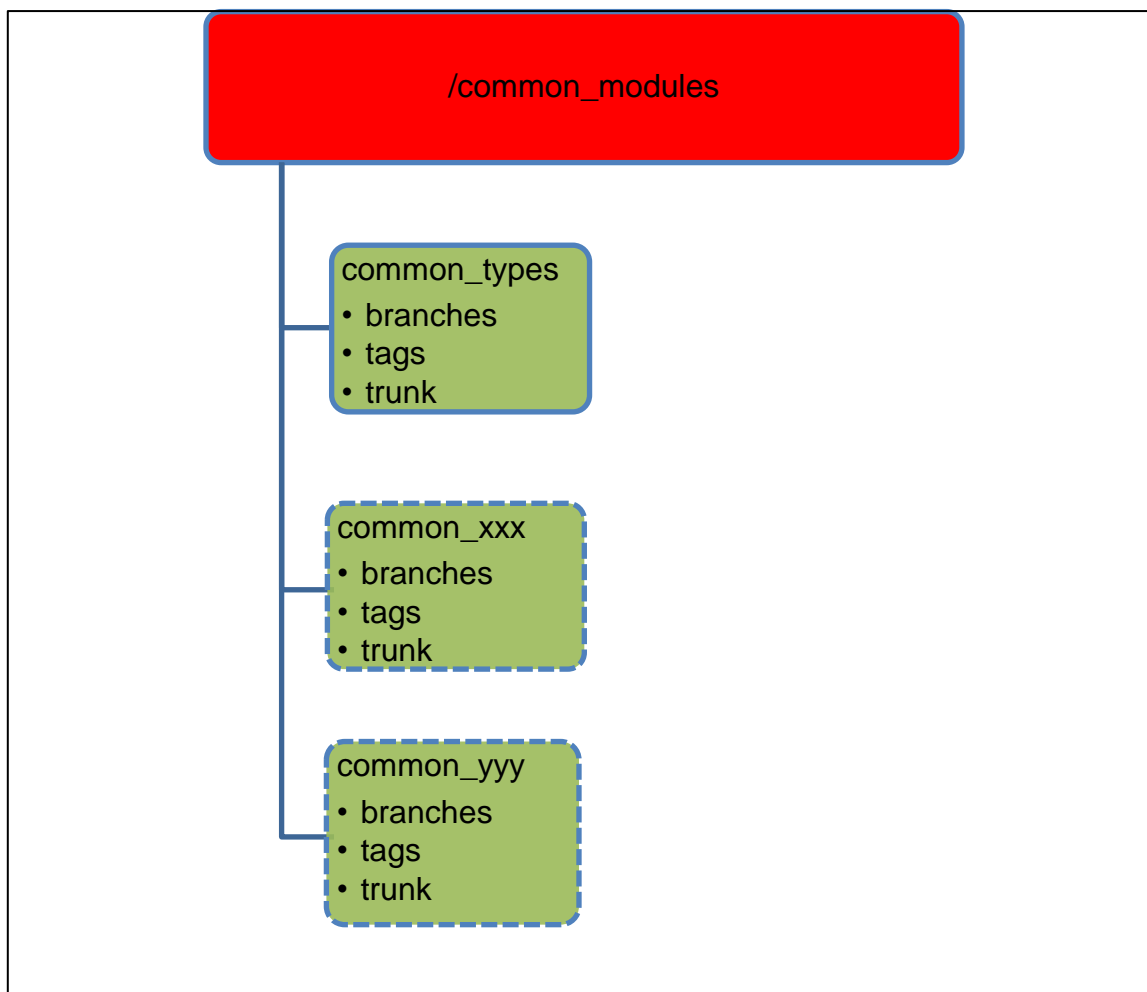 /common_modules
common_types
• branches
• tags
• trunk
common_xxx
• branches
• tags
• trunk
common_yyy
• branches
• tags
• trunk